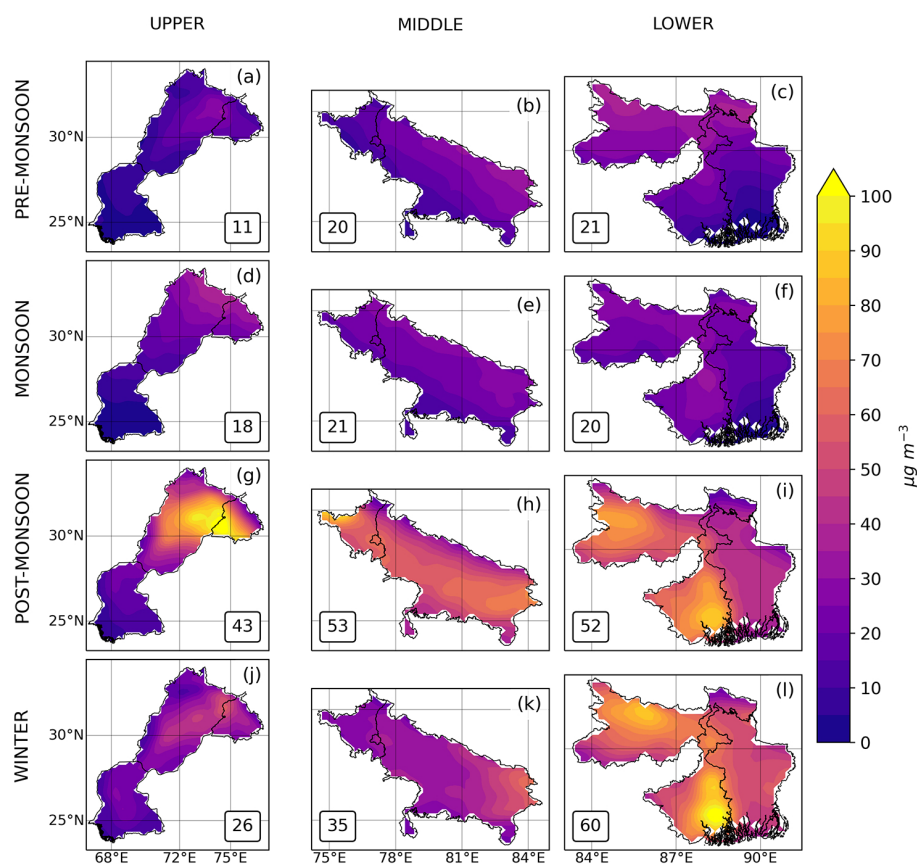 UPPER MIDDLE LOWER
PRE-MONSOON
30°N
25°N
(a)
11
(b)
20
(c)
21
MONSOON
30°N
25°N
(d)
18
(e)
21
(f)
20
POST-MONSOON
30°N
25°N
(g)
43
(h)
53
(i)
52
WINTER
30°N
25°N
(j)
26
(k)
35
(l)
60
68°E 72°E 75°E
75°E 78°E 81°E 84°E
84°E 87°E 90°E
100
90
80
70
60
50
40
30
20
10
0
μg m⁻³